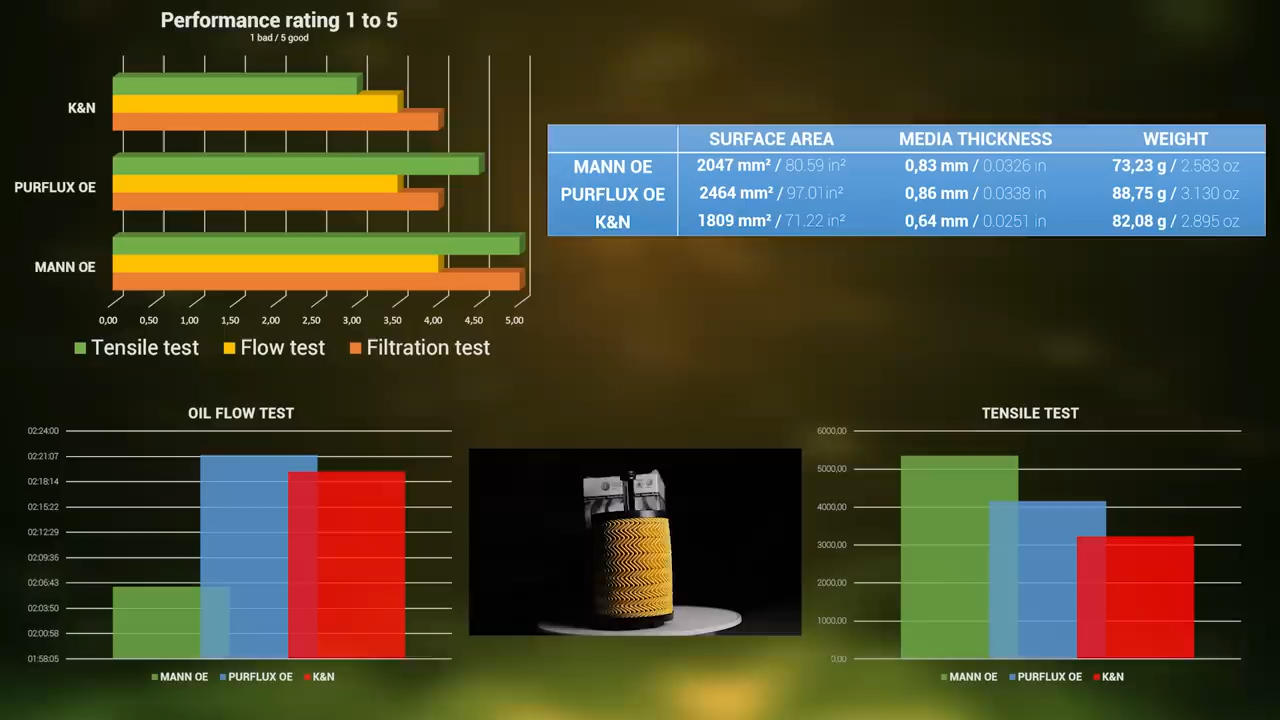 Performance rating 1 to 5
1 bad / 5 good
K&N
PURFLUX OE
MANN OE
0,00 0,50 1,00 1,50 2,00 2,50 3,00 3,50 4,00 4,50 5,00
Tensile test Flow test Filtration test
SURFACE AREA MEDIA THICKNESS WEIGHT
MANN OE 2047 mm² / 80.59 in² 0,83 mm / 0.0326 in 73,23 g / 2.583 oz
PURFLUX OE 2464 mm² / 97.01in² 0,86 mm / 0.0338 in 88,75 g / 3.130 oz
K&N 1809 mm² / 71.22 in² 0,64 mm / 0.0251 in 82,08 g / 2.895 oz
OIL FLOW TEST
02:24:00
02:21:07
02:18:14
02:15:22
02:12:29
02:09:36
02:06:43
02:03:50
02:00:58
01:58:05
MANN OE PURFLUX OE K&N
TENSILE TEST
6000,00
5000,00
4000,00
3000,00
2000,00
1000,00
0,00
MANN OE PURFLUX OE K&N